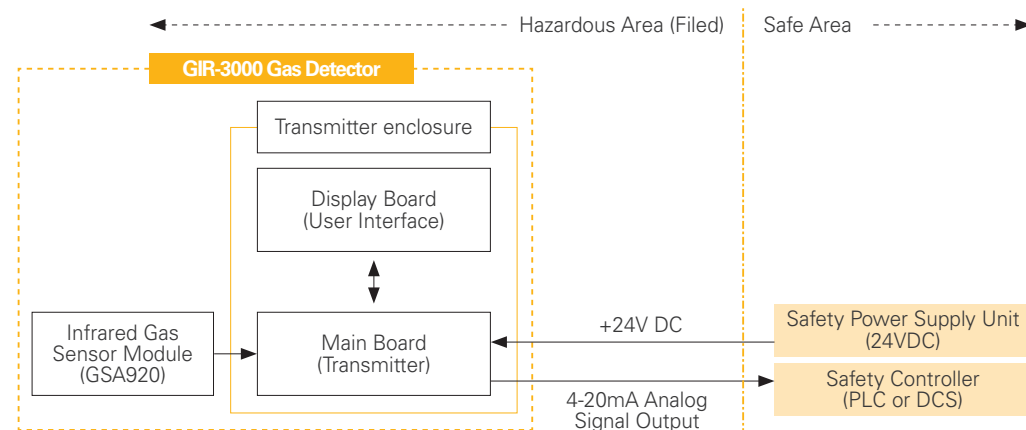 Hazardous Area (Filed)
Safe Area
GIR-3000 Gas Detector
Transmitter enclosure
Display Board
(User Interface)
Infrared Gas
Sensor Module
(GSA920)
Main Board
(Transmitter)
+24V DC
4-20mA Analog
Signal Output
Safety Power Supply Unit
(24VDC)
Safety Controller
(PLC or DCS)